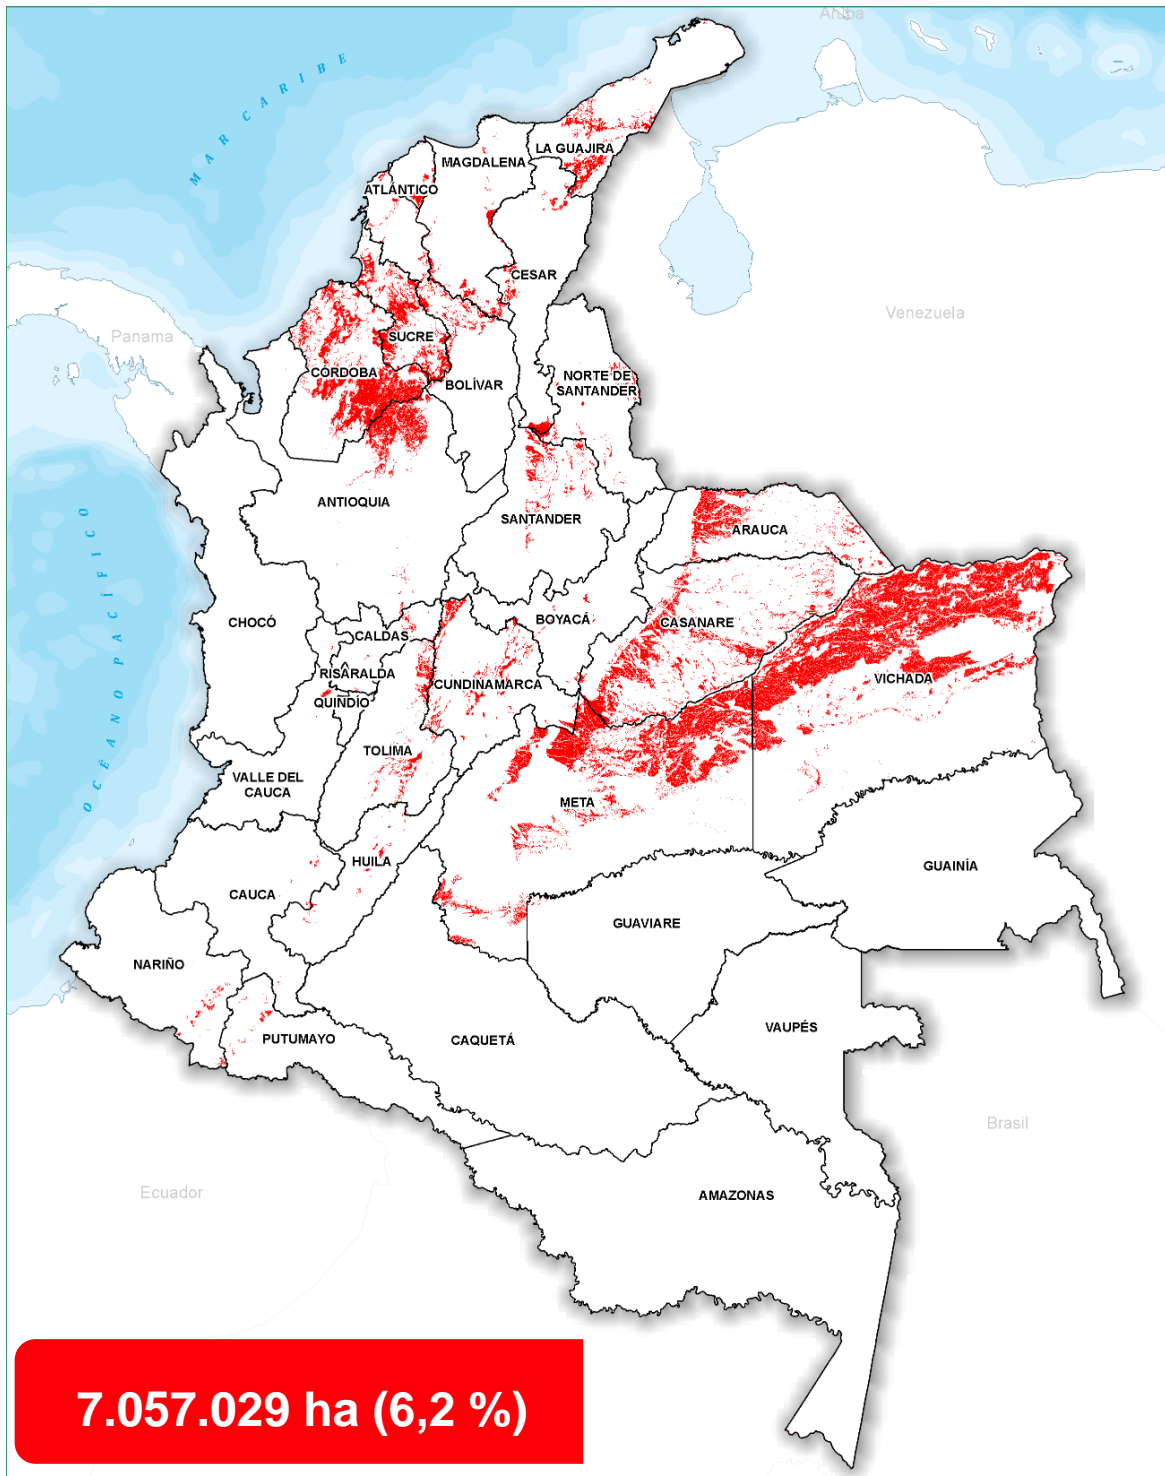 Aruba
MAR CARIBE
LA GUAJIRA
MAGDALENA
ATLÁNTICO
CESAR
Venezuela
Panama
SUCRE
CÓRDOBA
BOLÍVAR
NORTE DE
SANTANDER
ANTIOQUIA
SANTANDER
ARAUCA
OCÉANO PACÍFICO
CHOCÓ
BOYACÁ
CASANARE
CALDAS
RISARALDA
CUNDINAMARCA
VICHADA
QUINDÍO
TOLIMA
VALLE DEL
CAUCA
META
HUILA
GUAINÍA
CAUCA
GUAVIARE
NARIÑO
VAUPÉS
PUTUMAYO
CAQUETÁ
Brasil
Ecuador
AMAZONAS
7.057.029 ha (6,2 %)